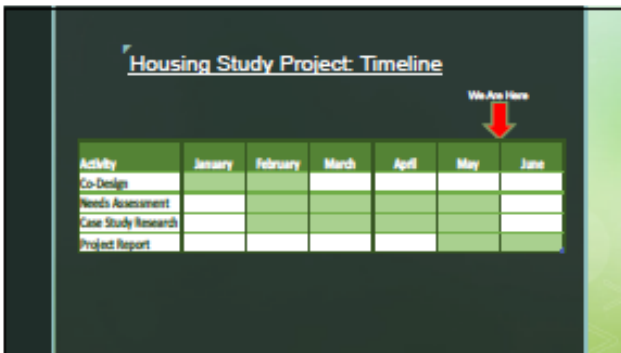 Housing Study Project: Timeline
We Are Here
Activity January February March April May June
Co-Design
Needs Assessment
Case Study Research
Project Report